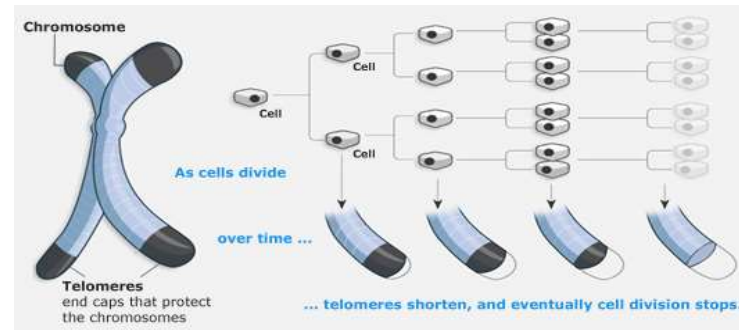 Chromosome
Cell
Cell
Cell
As cells divide
over time ...
Telomeres
end caps that protect
the chromosomes
... telomeres shorten, and eventually cell division stops.